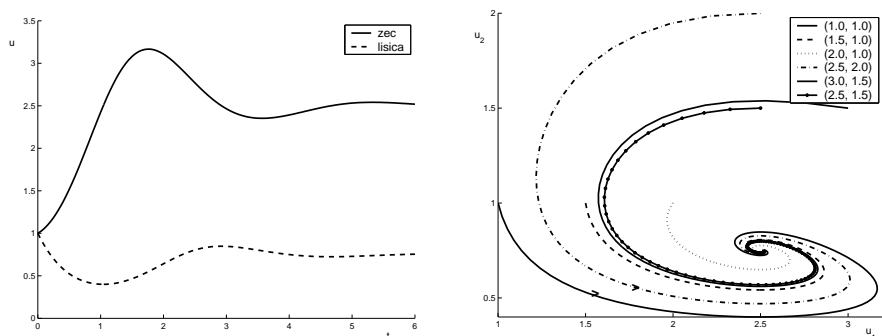 3.5
3
2.5
2
1.5
1
0.5
0
u
0 1 2 3 4 5 6
t
zec
lisica
u2
2
1.5
1
0.5
1 1.5 2 2.5 3
(1.0, 1.0)
(1.5, 1.0)
(2.0, 1.0)
(2.5, 2.0)
(3.0, 1.5)
(2.5, 1.5)